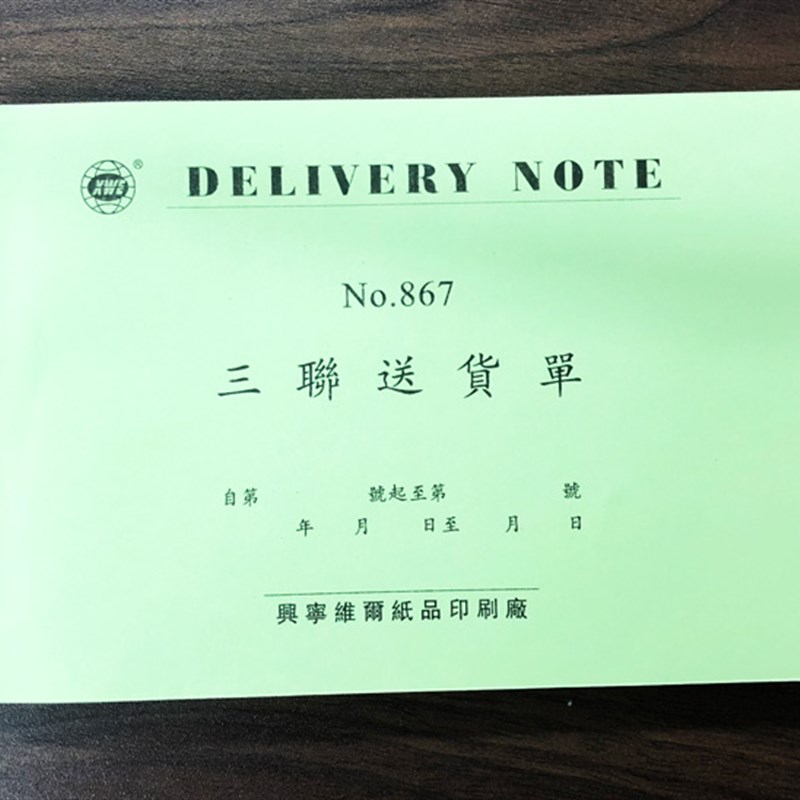 ®
DELIVERY NOTE
No.867
三聯送貨單
自第 號起至第 號
年 月 日至 月 日
興寧維爾紙品印刷廠